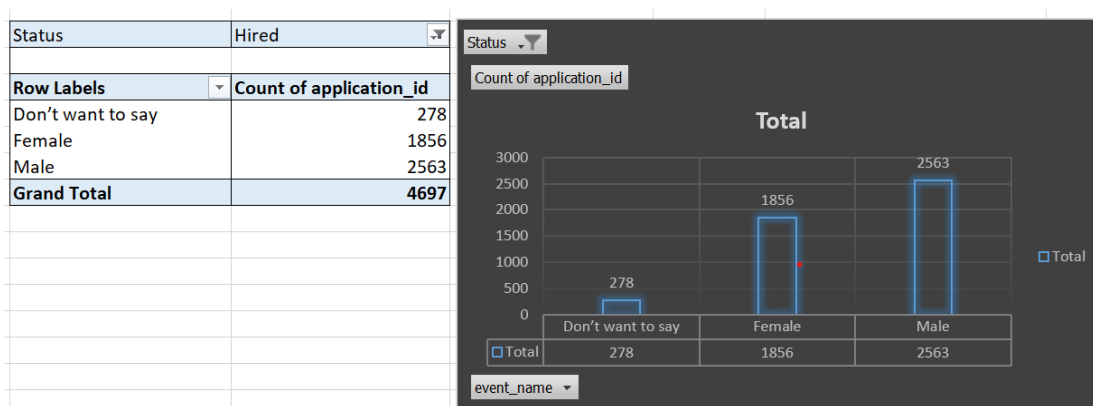 Status Hired
Row Labels Count of application_id
Don't want to say 278
Female 1856
Male 2563
Grand Total 4697
Status
Count of application_id
Total
3000
2500
2000
1500
1000
500
0
278
1856
2563
Total
Don't want to say Female Male
Total 278 1856 2563
event_name